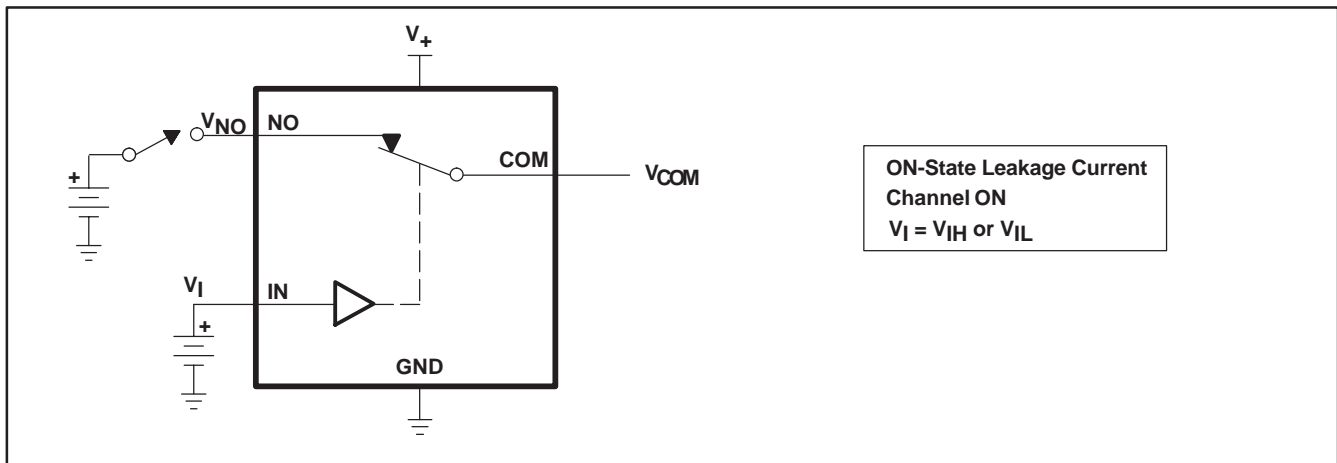 V+
VNO NO
COM
VCOM
+
VI
IN
+
GND
ON-State Leakage Current
Channel ON
VI = VIH or VIL